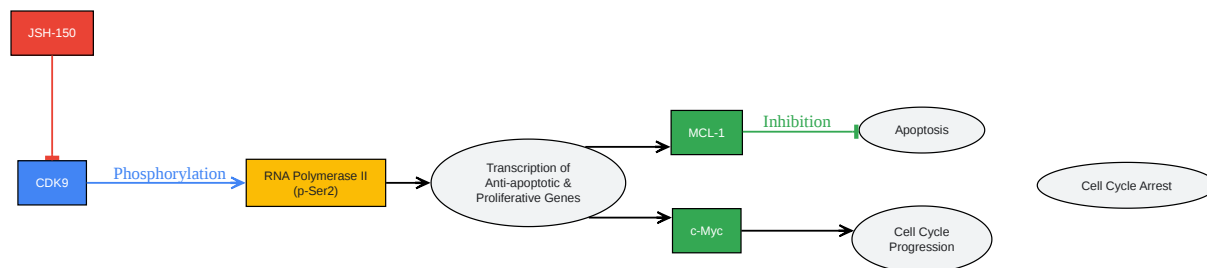 JSH-150
CDK9
Phosphorylation
RNA Polymerase II
(p-Ser2)
Transcription of
Anti-apoptotic &
Proliferative Genes
MCL-1
Inhibition
Apoptosis
c-Myc
Cell Cycle
Progression
Cell Cycle Arrest